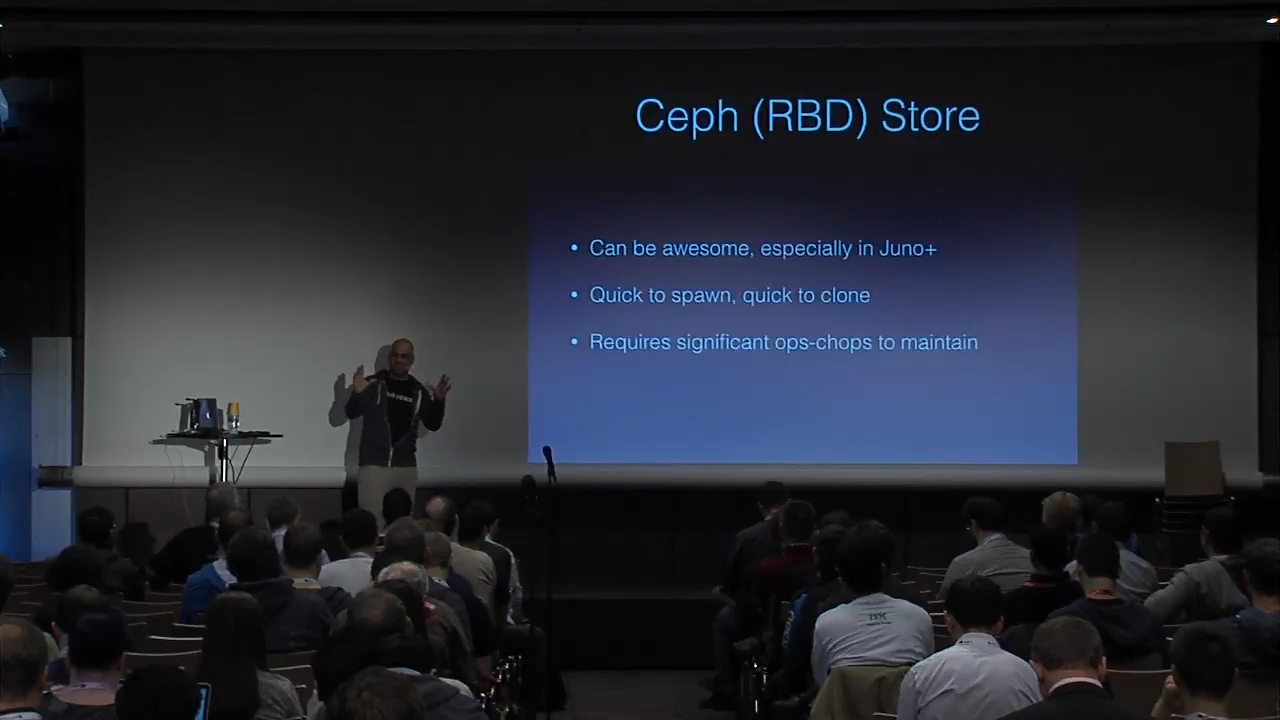 Ceph (RBD) Store
• Can be awesome, especially in Juno+
• Quick to spawn, quick to clone
• Requires significant ops-chops to maintain
IBM